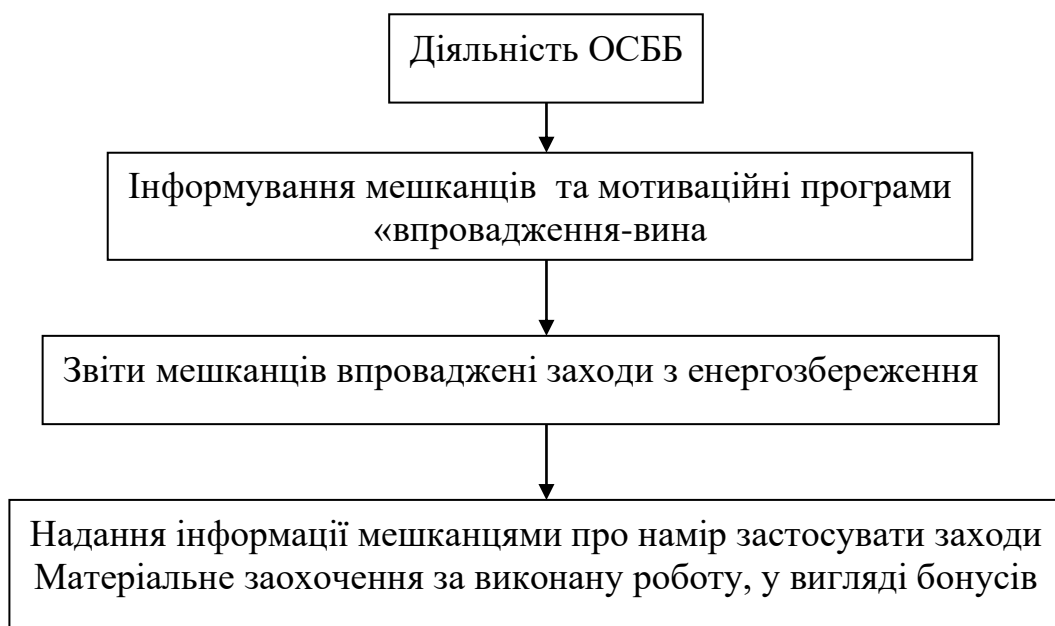 Діяльність ОСББ
Інформування мешканців та мотиваційні програми
«впровадження-вина
Звіти мешканців впроваджені заходи з енергозбереження
Надання інформації мешканцями про намір застосувати заходи
Матеріальне заохочення за виконану роботу, у вигляді бонусів